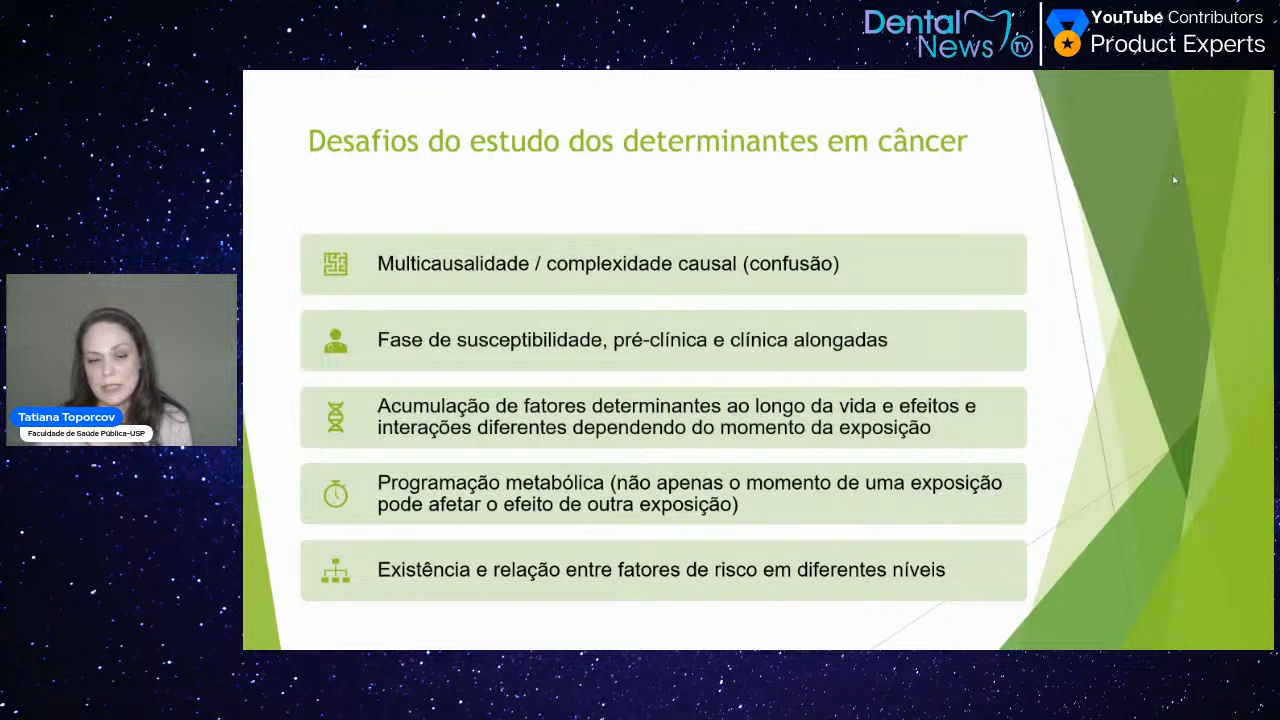 Dental
News TV
YouTube Contributors
Product Experts
Desafios do estudo dos determinantes em câncer
Multicausalidade / complexidade causal (confusão)
Fase de susceptibilidade, pré-clínica e clínica alongadas
Acumulação de fatores determinantes ao longo da vida e efeitos e
interações diferentes dependendo do momento da exposição
Programação metabólica (não apenas o momento de uma exposição
pode afetar o efeito de outra exposição)
Existência e relação entre fatores de risco em diferentes níveis
Tatiana Toporcov
Faculdade de Saúde Pública-USP